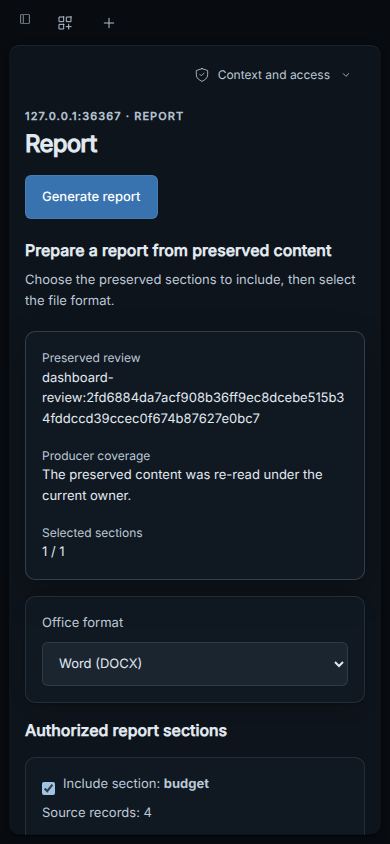 Context and access
127.0.0.1:36367 · REPORT
Report
Generate report
Prepare a report from preserved content
Choose the preserved sections to include, then select
the file format.
Preserved review
dashboard-
review:2fd6884da7acf908b36ff9ec8dcebe515b3
4fddccd39ccec0f674b87627e0bc7
Producer coverage
The preserved content was re-read under the
current owner.
Selected sections
1 / 1
Office format
Word (DOCX)
Authorized report sections
Include section: budget
Source records: 4